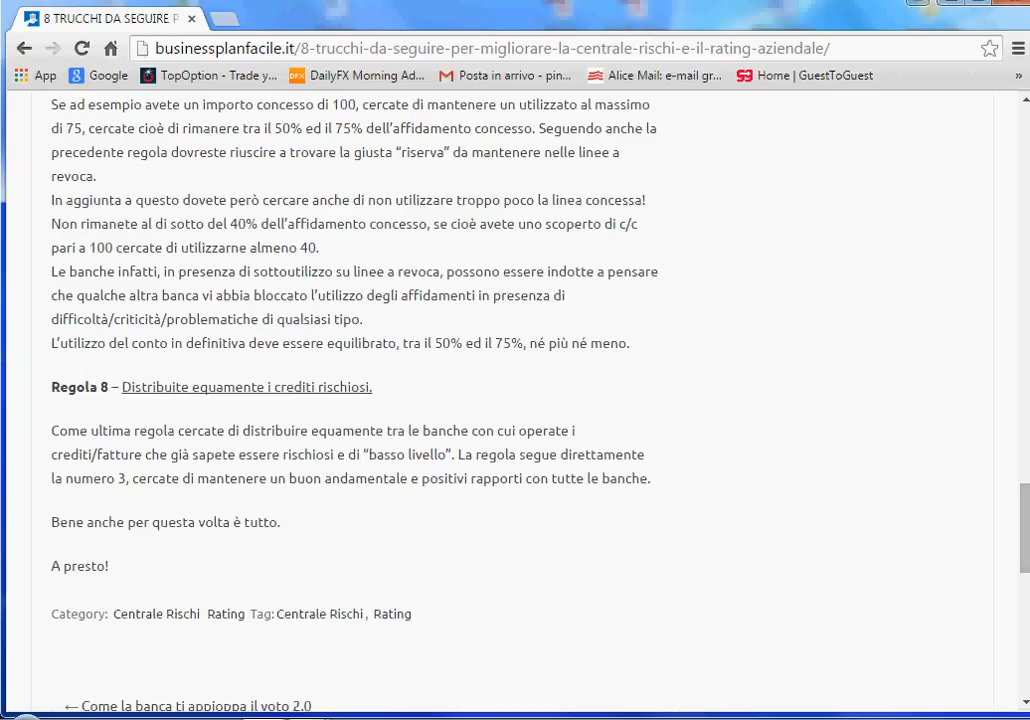 8 TRUCCHI DA SEGUIRE P
businessplanfacile.it/8-trucchi-da-seguire-per-migliorare-la-centrale-rischi-e-il-rating-aziendale/
App Google TopOption - Trade y... DailyFX Morning Ad... Posta in arrivo - pin... Alice Mail: e-mail gr... Home | GuestToGuest »
Se ad esempio avete un importo concesso di 100, cercate di mantenere un utilizzato al massimo
di 75, cercate cioè di rimanere tra il 50% ed il 75% dell’affidamento concesso. Seguendo anche la
precedente regola dovreste riuscire a trovare la giusta “riserva” da mantenere nelle linee a
revoca.
In aggiunta a questo dovete però cercare anche di non utilizzare troppo poco la linea concessa!
Non rimanete al di sotto del 40% dell’affidamento concesso, se cioè avete uno scoperto di c/c
pari a 100 cercate di utilizzarne almeno 40.
Le banche infatti, in presenza di sottoutilizzo su linee a revoca, possono essere indotte a pensare
che qualche altra banca vi abbia bloccato l’utilizzo degli affidamenti in presenza di
difficoltà/criticità/problematiche di qualsiasi tipo.
L’utilizzo del conto in definitiva deve essere equilibrato, tra il 50% ed il 75%, né più né meno.
Regola 8 – Distribuite equamente i crediti rischiosi.
Come ultima regola cercate di distribuire equamente tra le banche con cui operate i
crediti/fatture che già sapete essere rischiosi e di “basso livello”. La regola segue direttamente
la numero 3, cercate di mantenere un buon andamentale e positivi rapporti con tutte le banche.
Bene anche per questa volta è tutto.
A presto!
Category: Centrale Rischi Rating Tag: Centrale Rischi, Rating
← Come la banca ti appioppa il voto 2.0